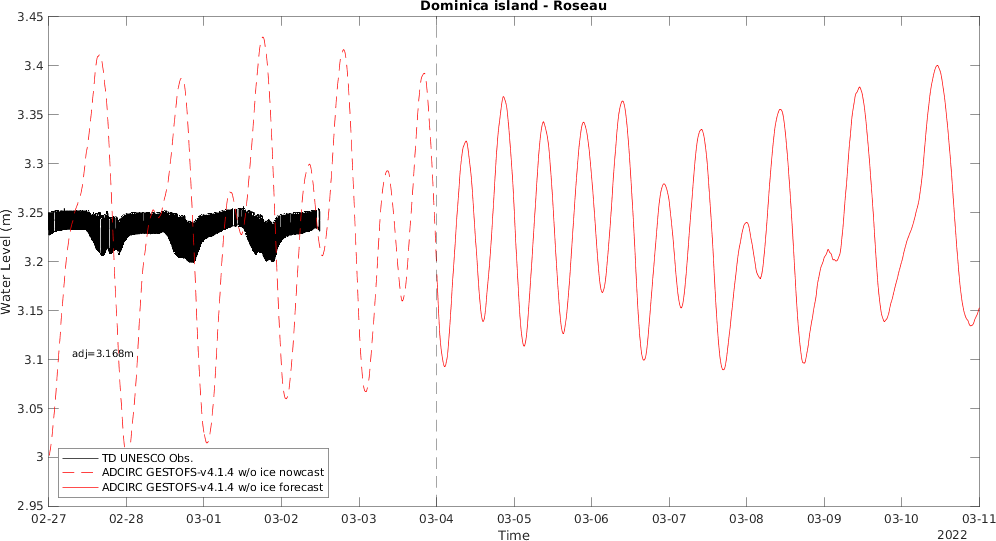 Dominica island - Roseau
3.45
3.4
3.35
3.3
3.25
3.2
3.15
3.1
3.05
3
2.95
Water Level (m)
adj=3.168m
TD UNESCO Obs.
ADCIRC GESTOFS-v4.1.4 w/o ice nowcast
ADCIRC GESTOFS-v4.1.4 w/o ice forecast
02-27 02-28 03-01 03-02 03-03 03-04 03-05 03-06 03-07 03-08 03-09 03-10 03-11
Time
2022